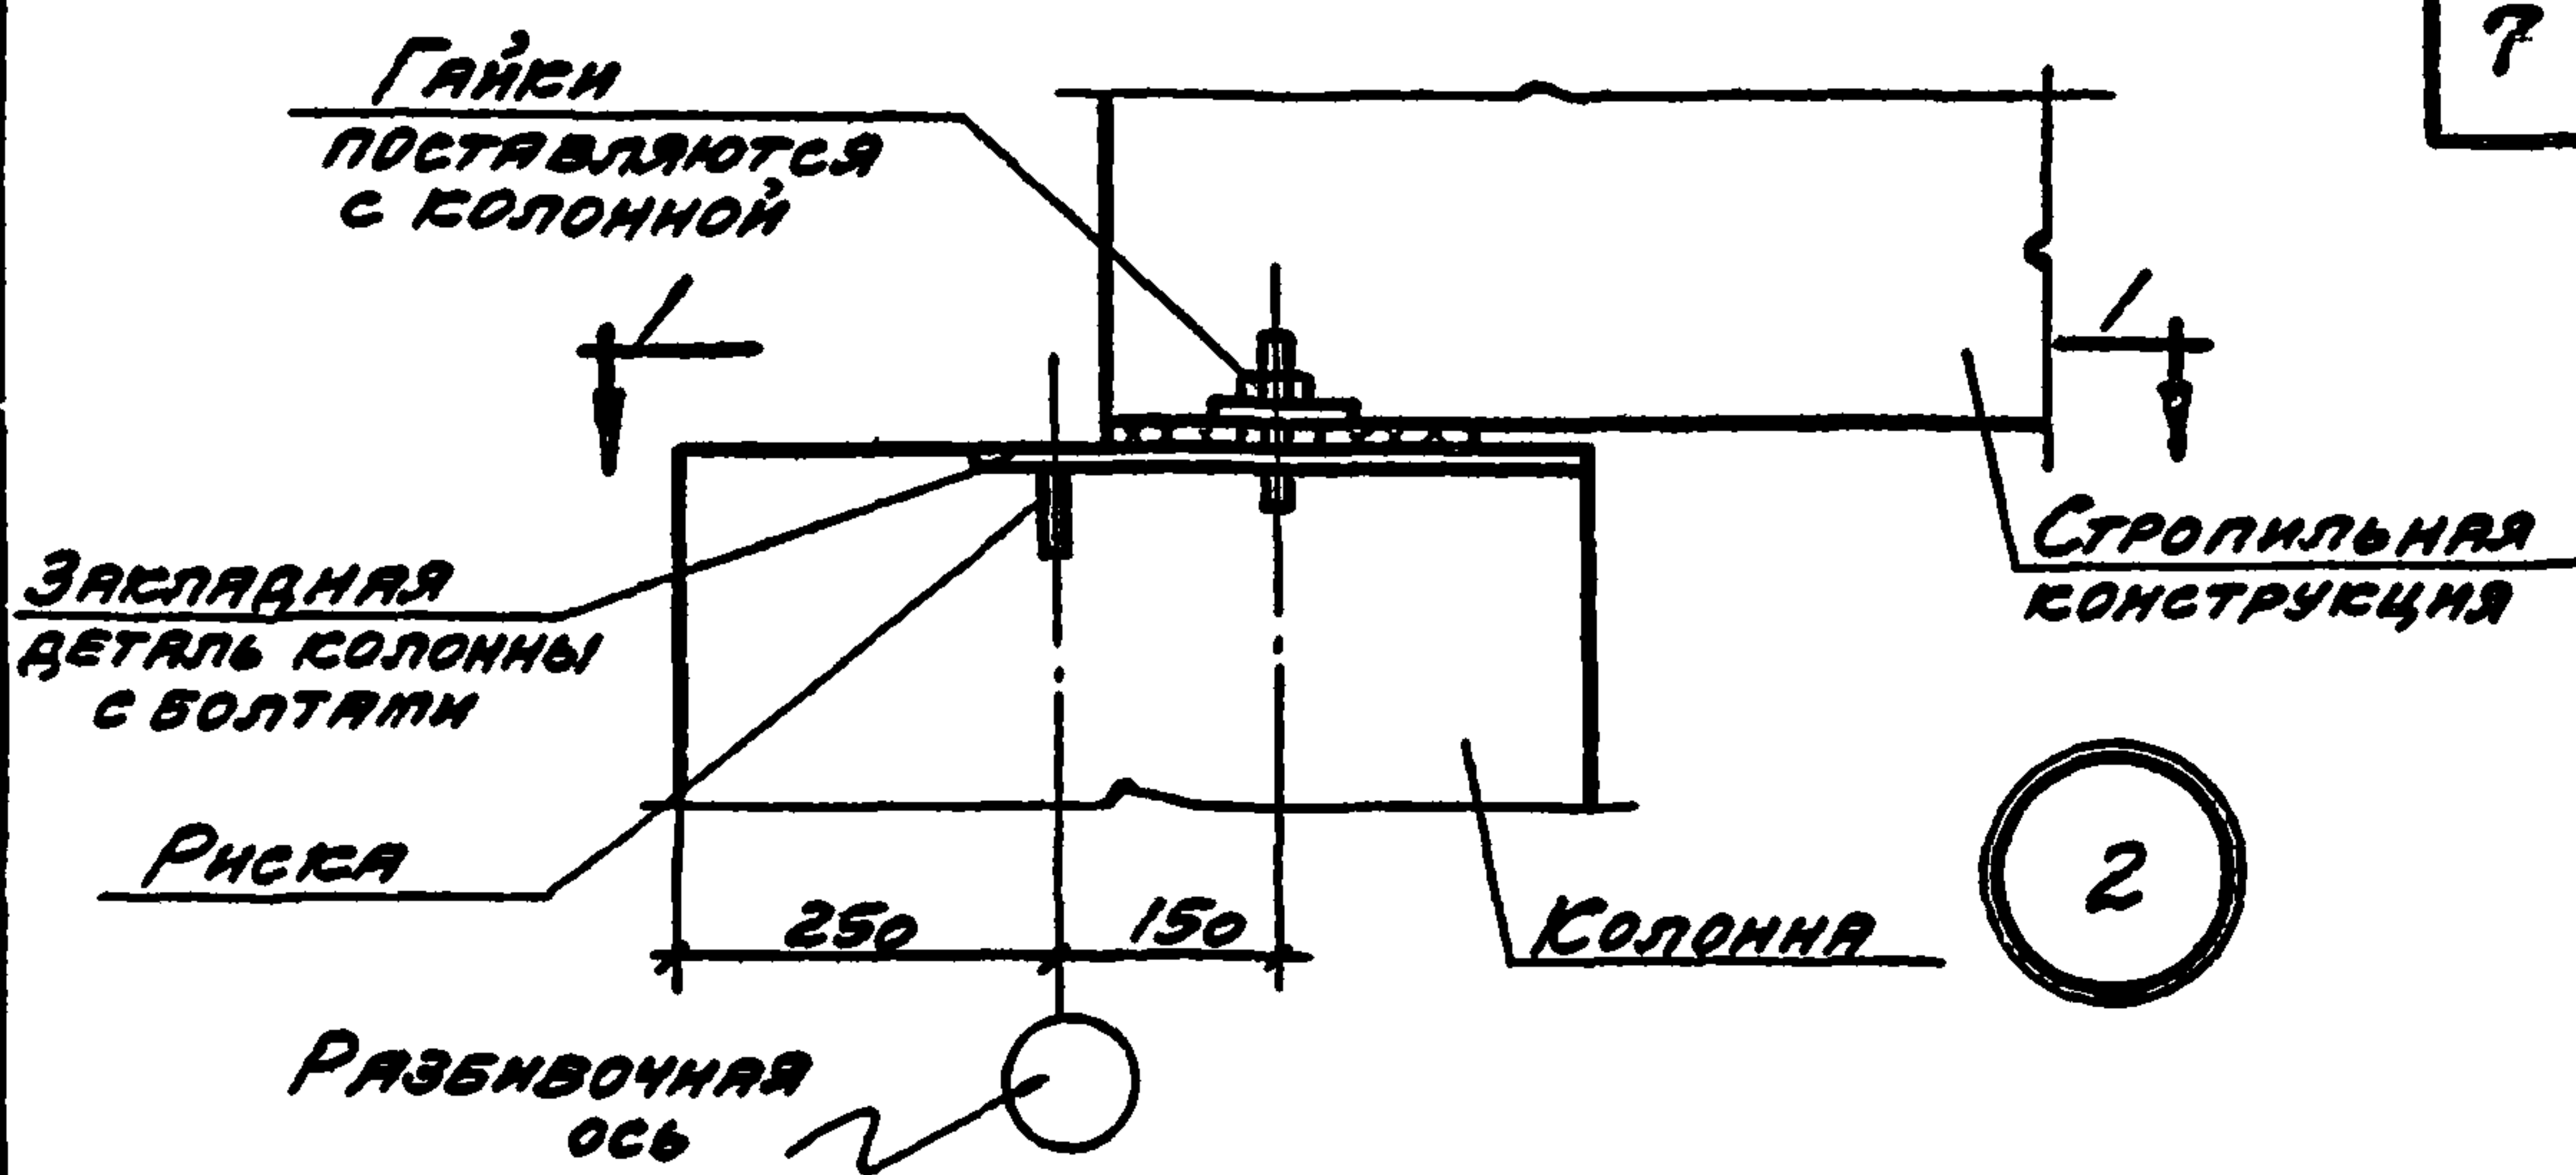 7
Гайки
поставляются
с колонной
1
1
Стропильная
конструкция
Закладная
деталь колонны
с болтами
Риска
250
150
Колонна
2
Разбивочная
ось